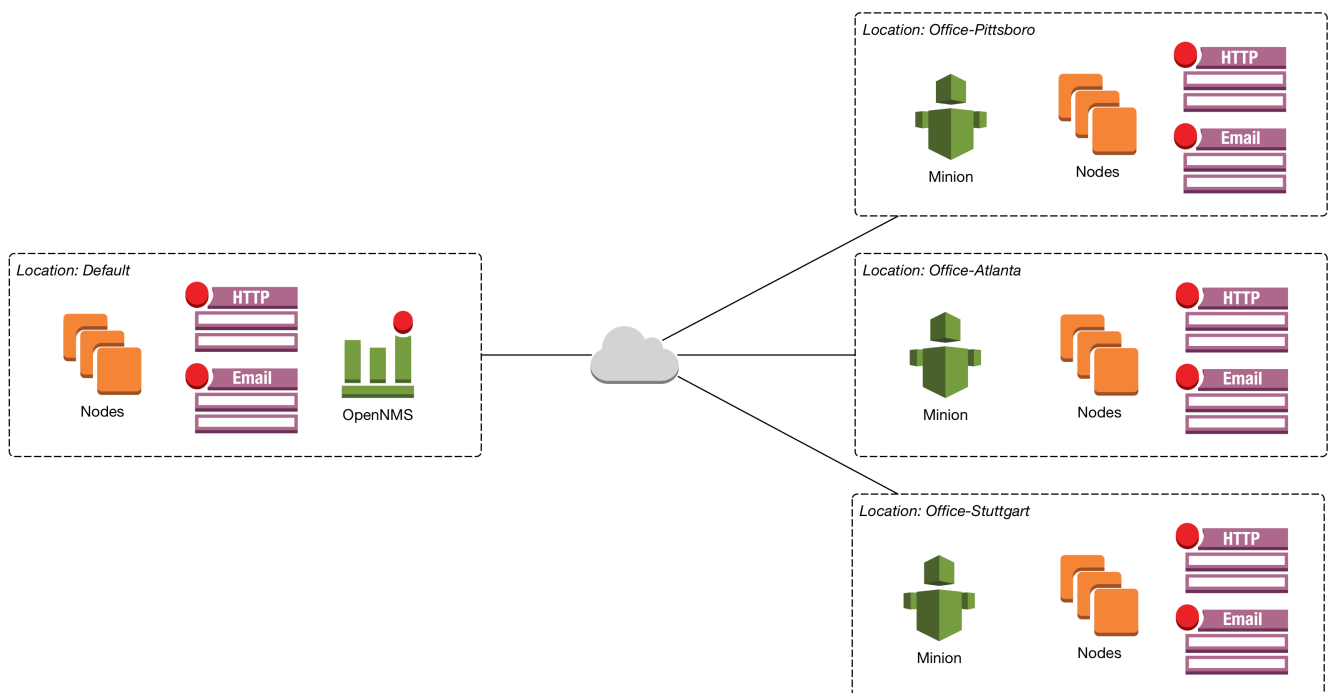 Location: Default
HTTP
Email
Nodes
OpenNMS
Location: Office-Pittsboro
HTTP
Email
Minion
Nodes
Location: Office-Atlanta
HTTP
Email
Minion
Nodes
Location: Office-Stuttgart
HTTP
Email
Minion
Nodes